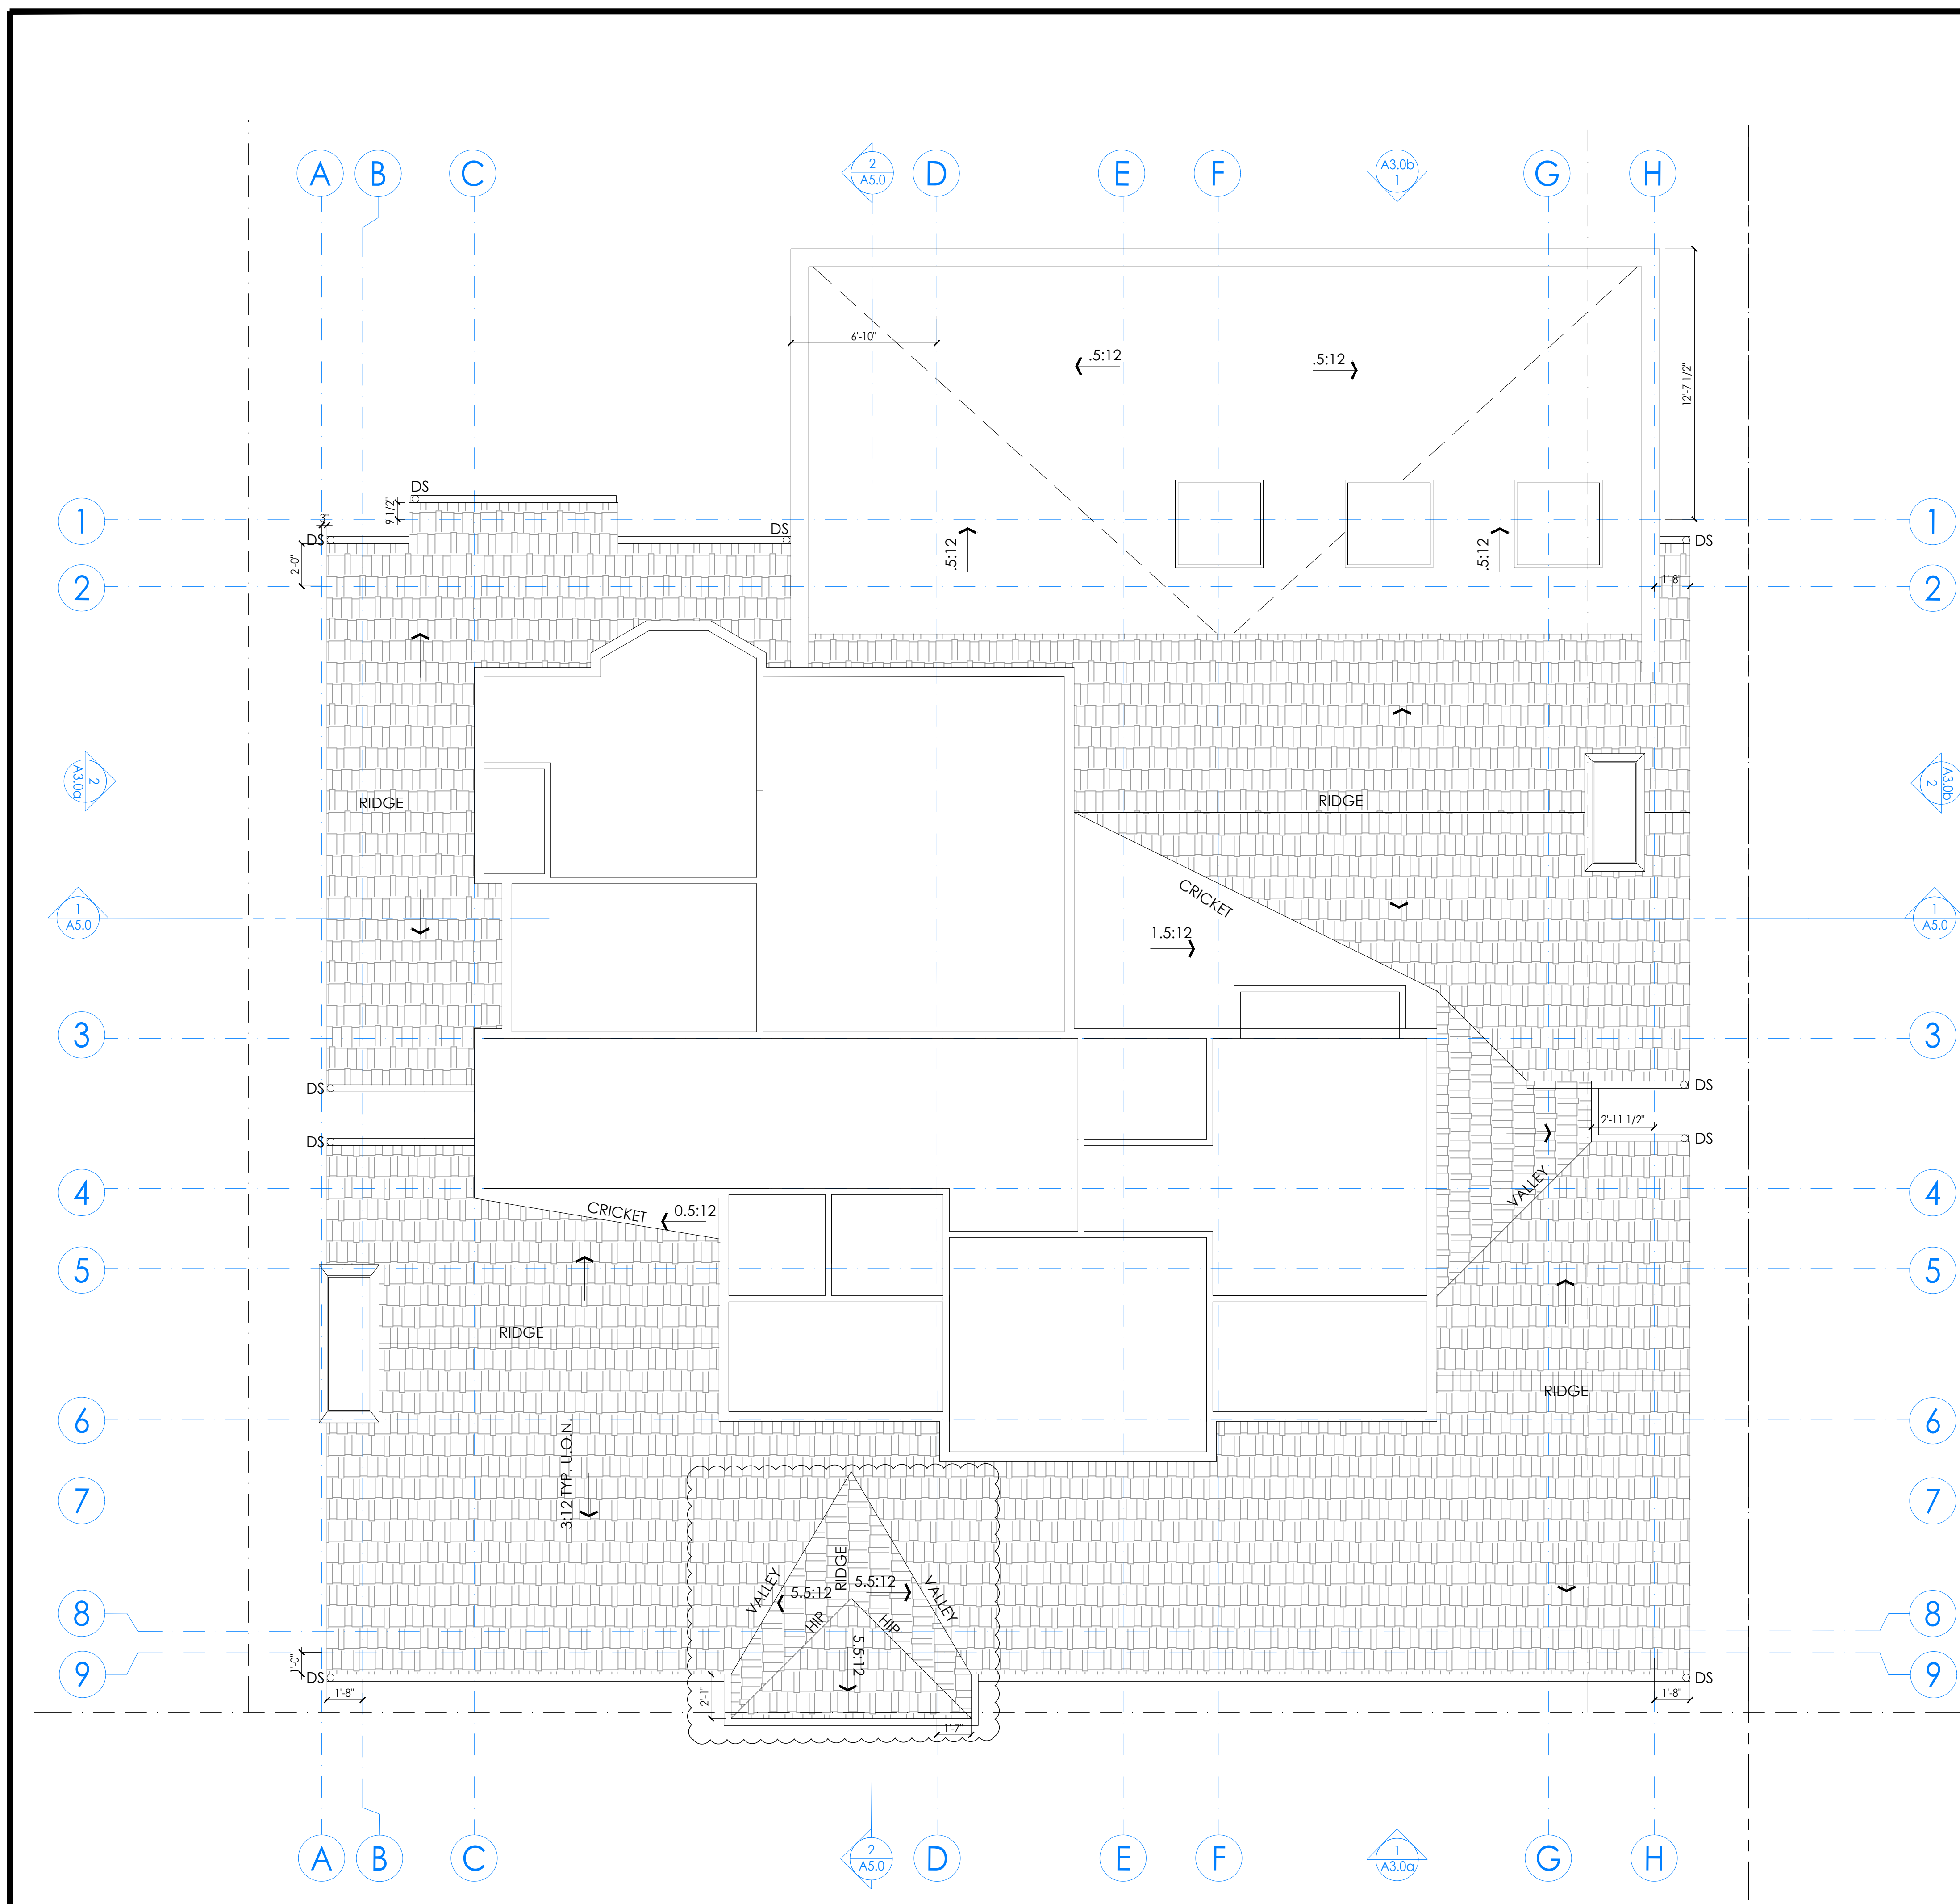 A B C 2 D E F A3.0b G H
A5.0 1
6'-10"
.5:12 .5:12
12'-7 1/2"
DS
9 1/2"
1 3" DS DS DS 1
2'-0" .5:12 .5:12
2 1'-8" 2
2 A3.0a RIDGE RIDGE A3.0b 2
CRICKET
1 1
A5.0 1.5:12 A5.0
3 3
DS DS
2'-11 1/2"
DS DS
4 VALLEY 4
CRICKET 0.5:12
5 5
RIDGE
RIDGE
6 6
3:12 TYP. U.O.N.
7 7
VALLEY 5.5:12 RIDGE 5.5:12 VALLEY
8 HIP HIP 8
5.5:12
9 1'-0" DS DS 9
1'-8" 2'-1" 1'-8"
1'-7"
A B C 2 D E F 1 G H
A5.0 A3.0a